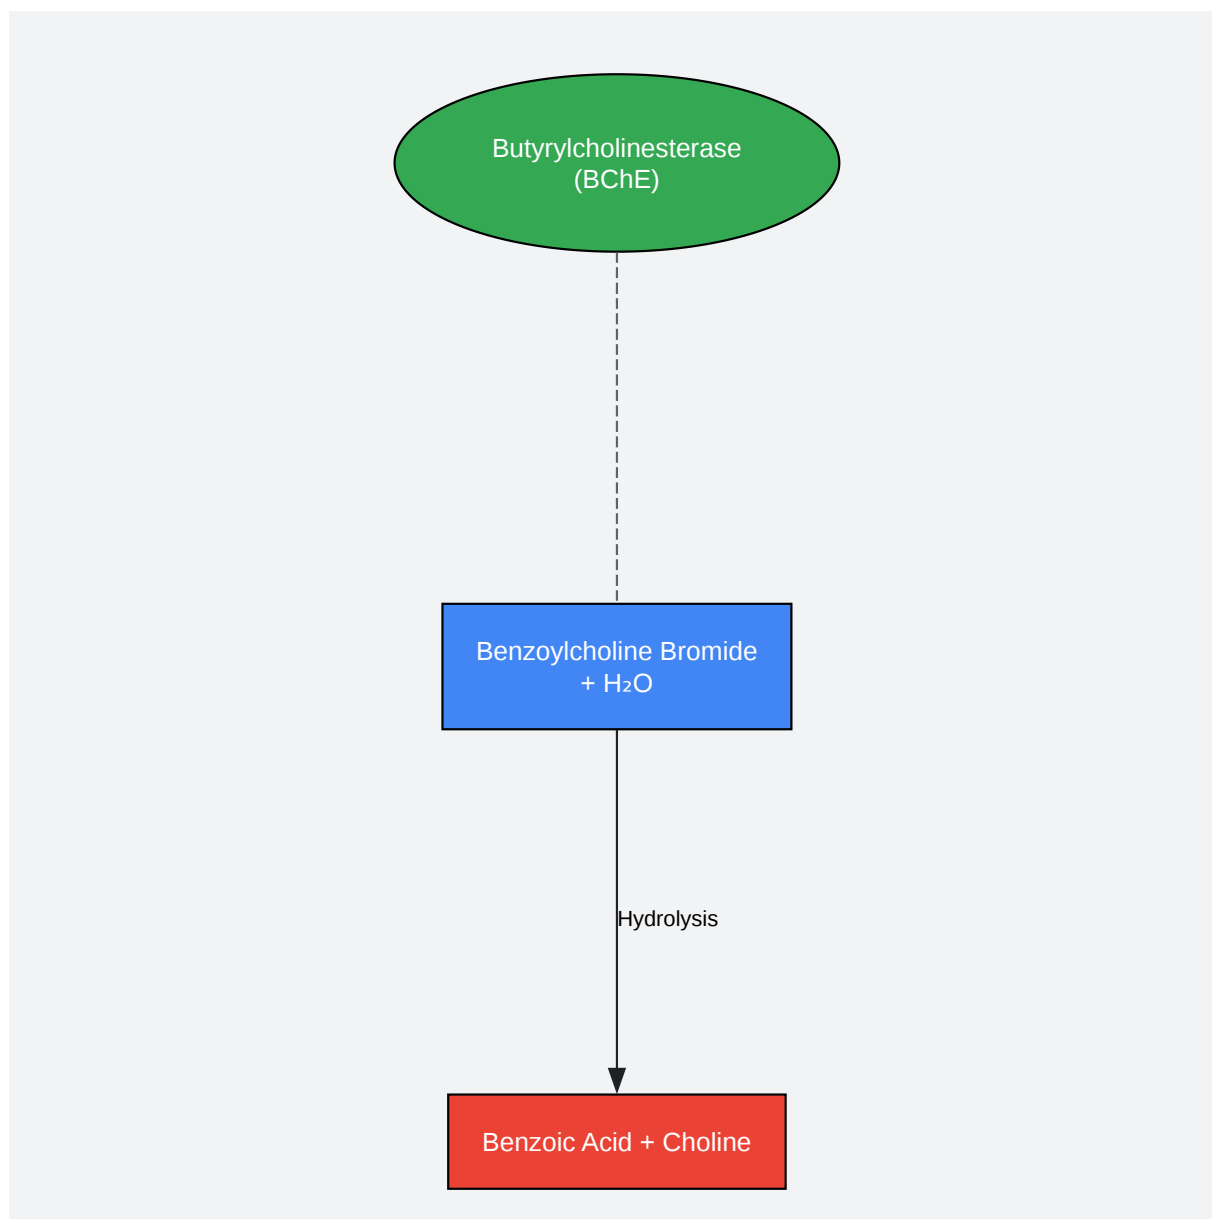 Butyrylcholinesterase
(BChE)
Benzoylcholine Bromide
+ H₂O
Hydrolysis
Benzoic Acid + Choline